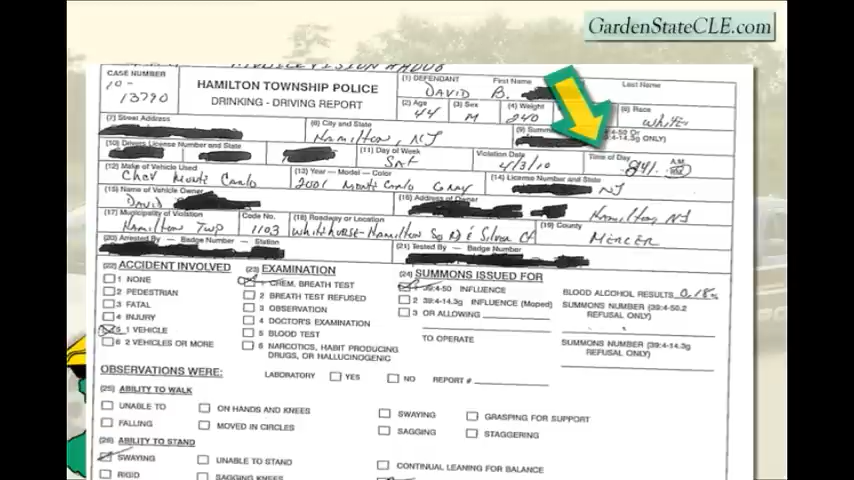 GardenStateCLE.com
CASE NUMBER
10-
13790
HAMILTON TOWNSHIP POLICE
DRINKING - DRIVING REPORT
(1) DEFENDANT First Name Last Name
DAVID B.
(2) Age (3) Sex (4) Weight (6) Race
44 M 240 White
(7) Street Address (8) City and State
Hamilton, NJ
(9) Summ
:4-50 Or
39:4-14.3g ONLY)
(10) Drivers License Number and State (11) Day of Week Violation Date Time of Day A.M.
SAT 4/3/10 841
(12) Make of Vehicle Used (13) Year - Model - Color (14) License Number and State
Chev Monte Carlo 2001 Monte Carlo Gray NJ
(15) Name of Vehicle Owner (16) Address of Owner
David Hamilton NJ
(17) Municipality of Violation Code No. (18) Roadway or Location (19) County
Hamilton Twp 1103 Whitehorse-Hamilton Sq Rd & Silver Ct MERCER
(20) Arrested By — Badge Number — Station (21) Tested By - Badge Number
(22) ACCIDENT INVOLVED
1 NONE
2 PEDESTRIAN
3 FATAL
4 INJURY
5 1 VEHICLE
6 2 VEHICLES OR MORE
(23) EXAMINATION
1 CHEM. BREATH TEST
2 BREATH TEST REFUSED
3 OBSERVATION
4 DOCTOR'S EXAMINATION
5 BLOOD TEST
6 NARCOTICS, HABIT PRODUCING
DRUGS, OR HALLUCINOGENIC
(24) SUMMONS ISSUED FOR
1 39:4-50 INFLUENCE
2 39:4-14.3g INFLUENCE (Moped)
3 OR ALLOWING
TO OPERATE
BLOOD ALCOHOL RESULTS 0.18%
SUMMONS NUMBER (39:4-50.2
REFUSAL ONLY)
SUMMONS NUMBER (39:4-14.3g
REFUSAL ONLY)
LABORATORY YES NO REPORT #
OBSERVATIONS WERE:
(25) ABILITY TO WALK
UNABLE TO ON HANDS AND KNEES SWAYING GRASPING FOR SUPPORT
FALLING MOVED IN CIRCLES SAGGING STAGGERING
(26) ABILITY TO STAND
SWAYING UNABLE TO STAND CONTINUAL LEANING FOR BALANCE
RIGID SAGGING KNEES